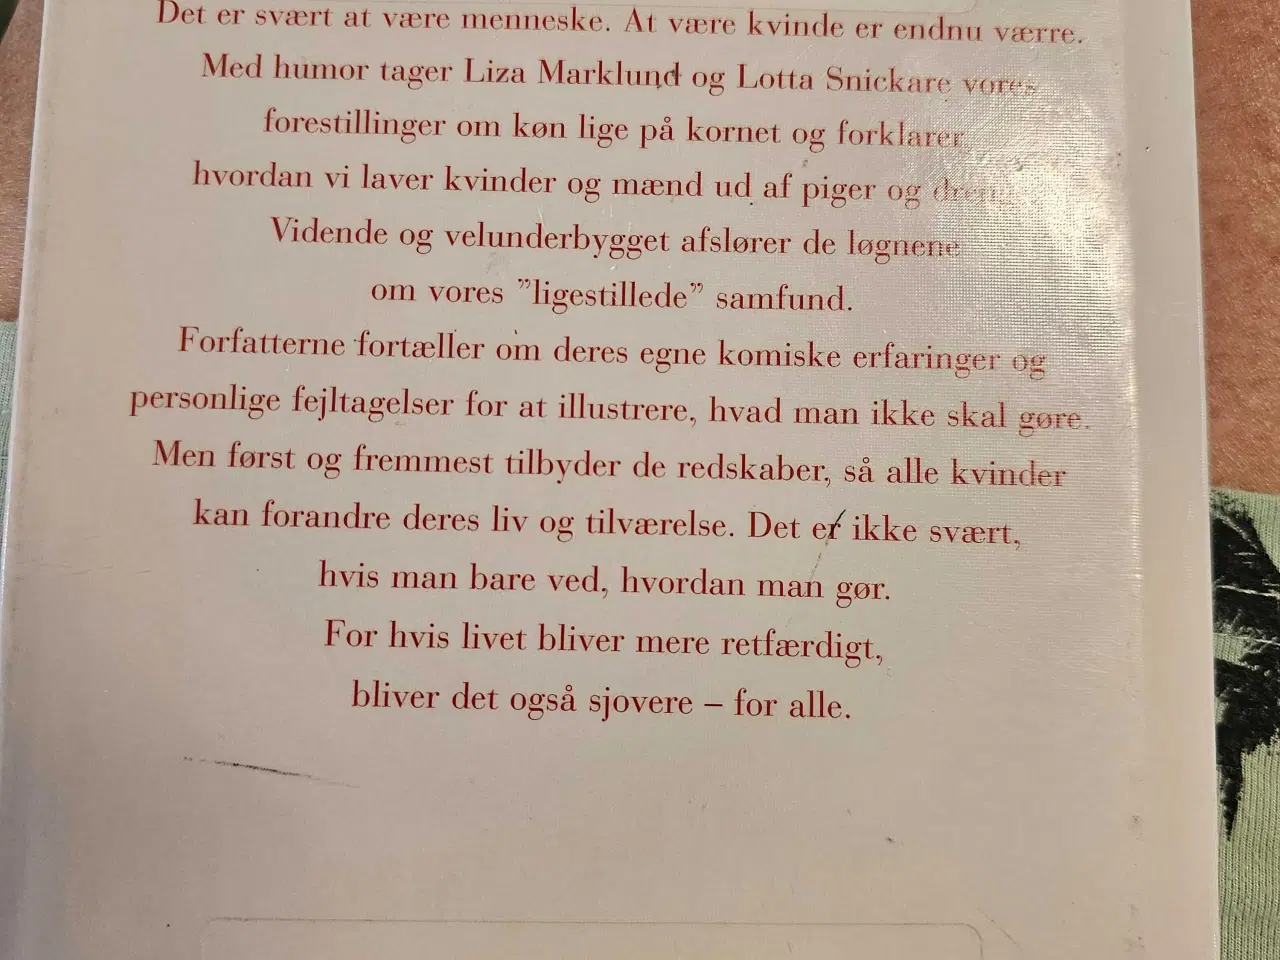 Det er svært at være menneske. At være kvinde er endnu værre.
Med humor tager Liza Marklund og Lotta Snickare vores
forestillinger om køn lige på kornet og forklarer,
hvordan vi laver kvinder og mænd ud af piger og
Vidende og velunderbygget afslører de løgnene
om vores ”ligestillede” samfund.
Forfatterne fortæller om deres egne komiske erfaringer og
personlige fejltagelser for at illustrere, hvad man ikke skal gøre.
Men først og fremmest tilbyder de redskaber, så alle kvinder
kan forandre deres liv og tilværelse. Det er ikke svært,
hvis man bare ved, hvordan man gør.
For hvis livet bliver mere retfærdigt,
bliver det også sjovere – for alle.